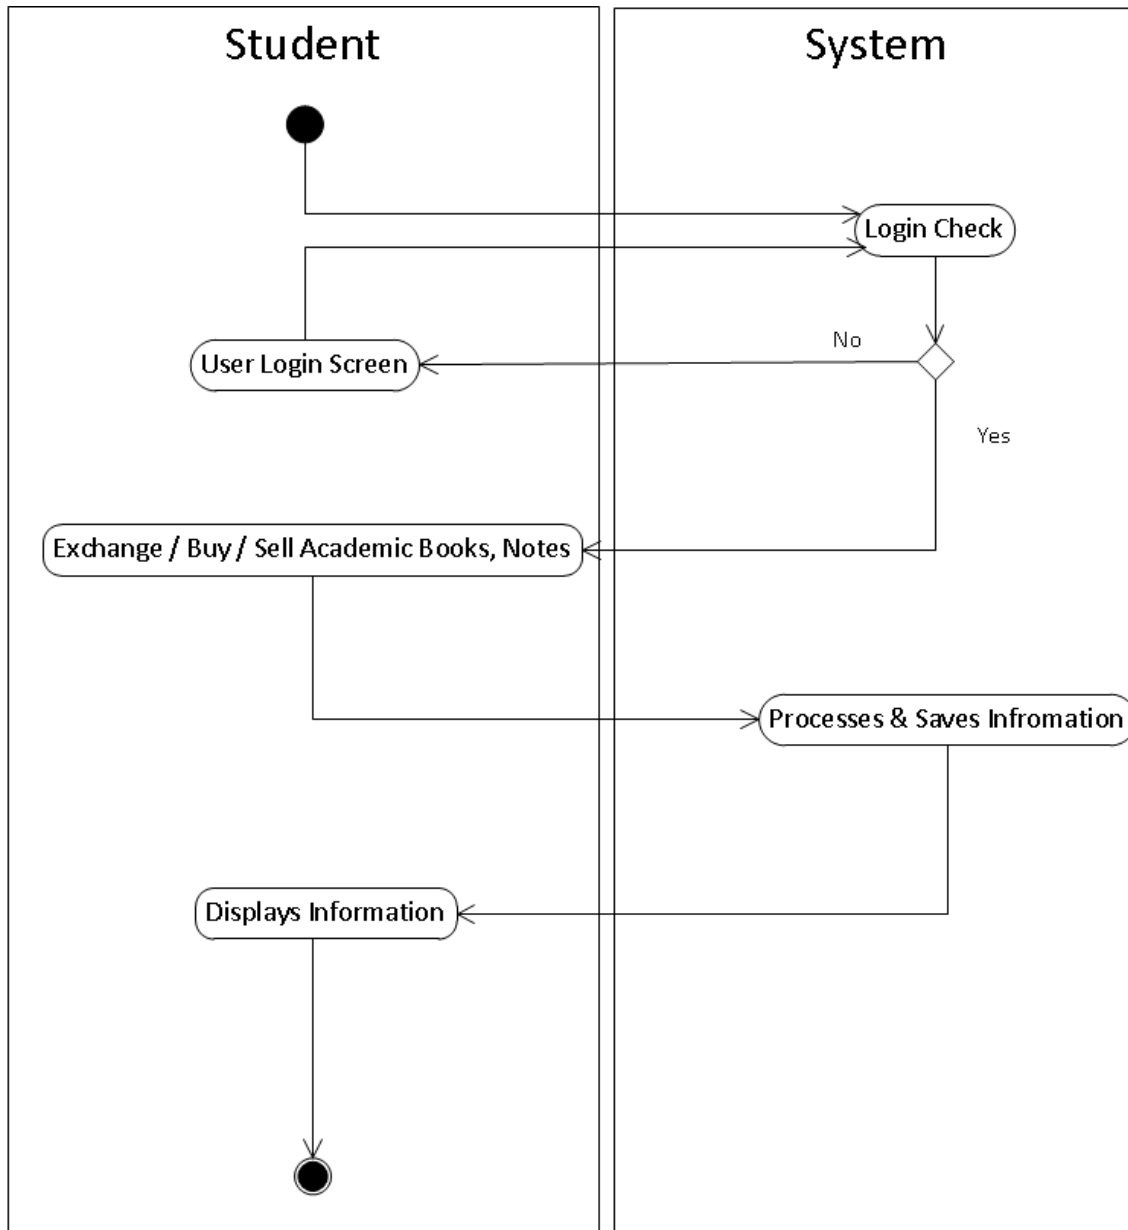 Student
System
Login Check
No
User Login Screen
Yes
Exchange / Buy / Sell Academic Books, Notes
Processes & Saves Infromation
Displays Information